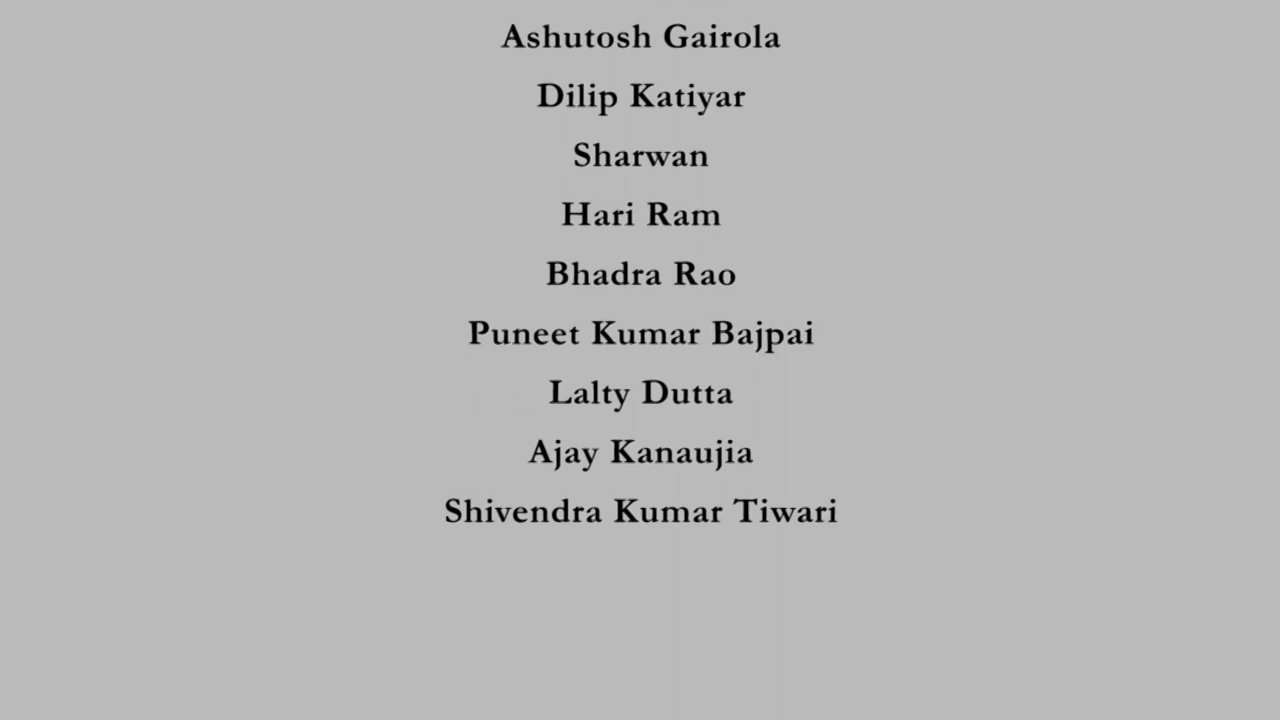 Ashutosh Gairola
Dilip Katiyar
Sharwan
Hari Ram
Bhadra Rao
Puneet Kumar Bajpai
Lalty Dutta
Ajay Kanaujia
Shivendra Kumar Tiwari